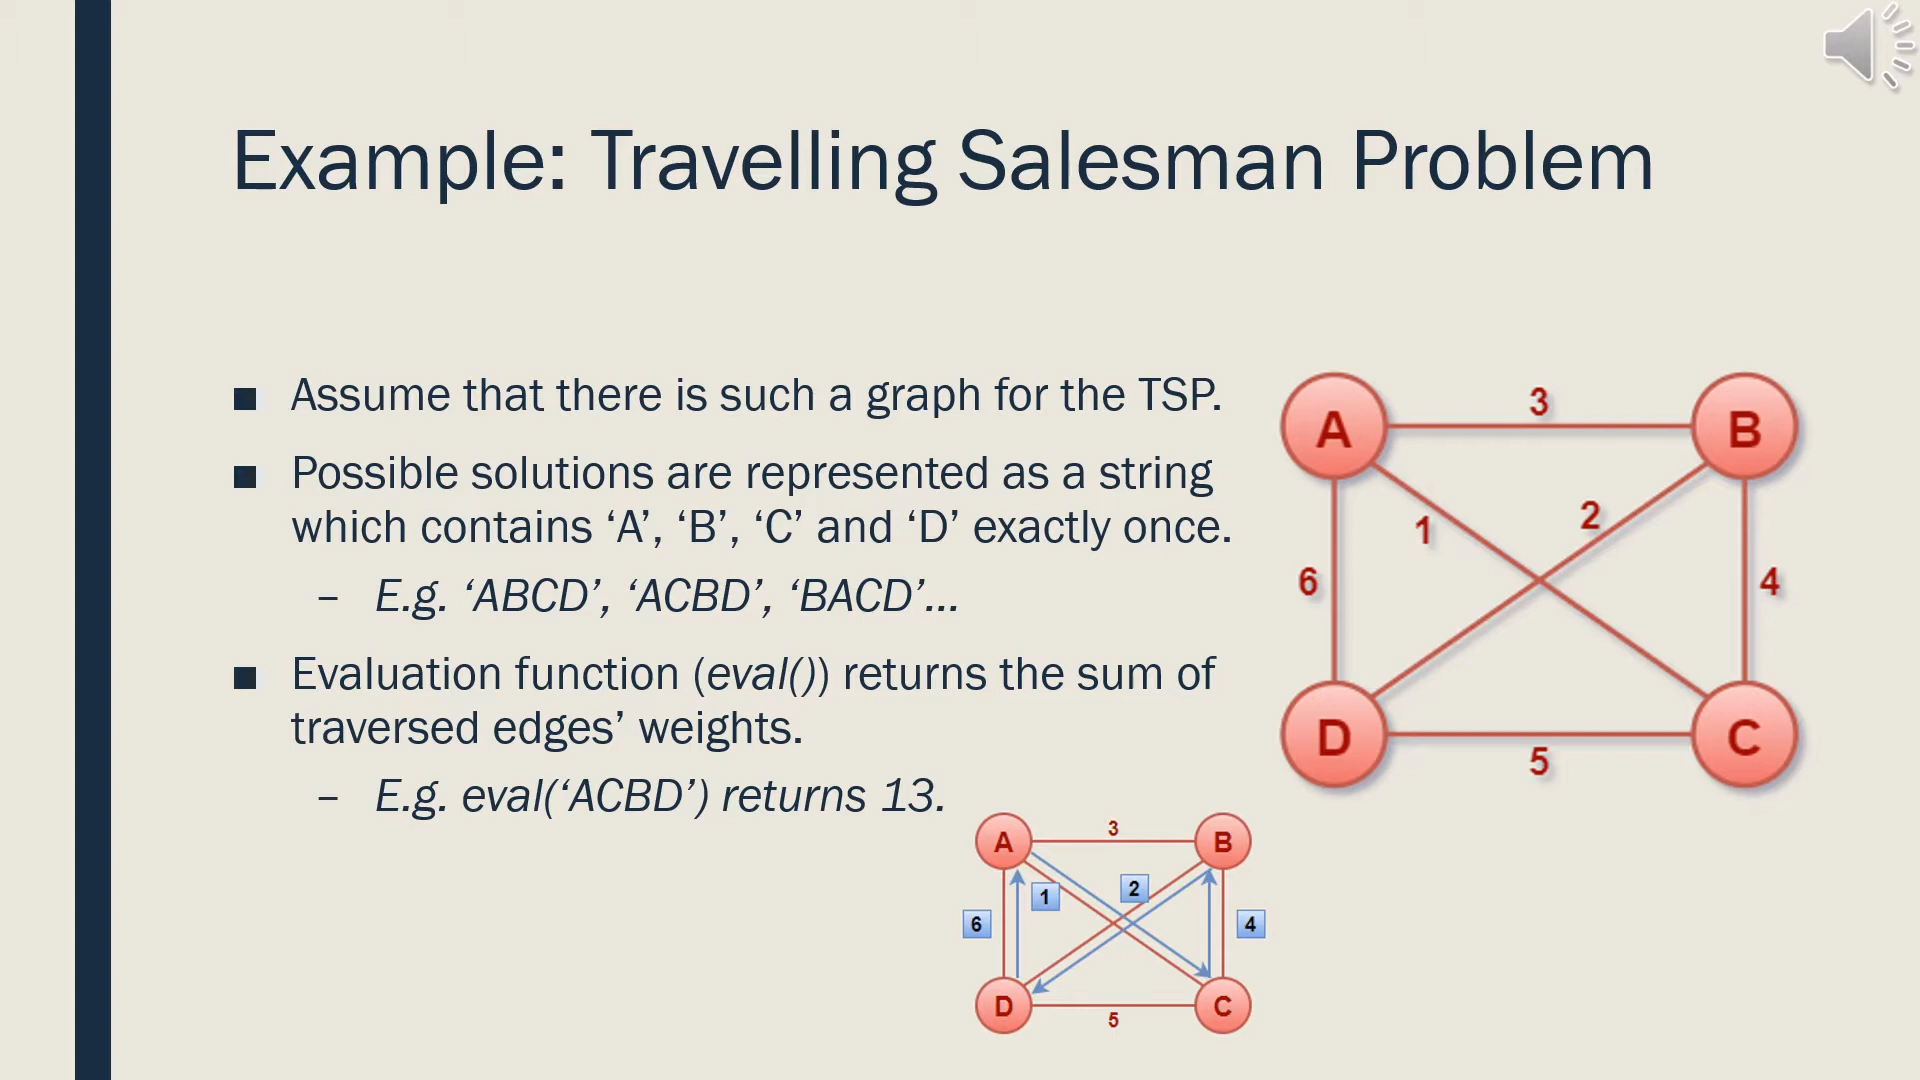 Example: Travelling Salesman Problem
■ Assume that there is such a graph for the TSP.
■ Possible solutions are represented as a string
which contains ‘A’, ‘B’, ‘C’ and ‘D’ exactly once.
– E.g. ‘ABCD’, ‘ACBD’, ‘BACD’...
■ Evaluation function (eval()) returns the sum of
traversed edges’ weights.
– E.g. eval(‘ACBD’) returns 13.
A 3 B
1 2
6 4
D C
5
A 3 B
1 2
6 4
D C
5